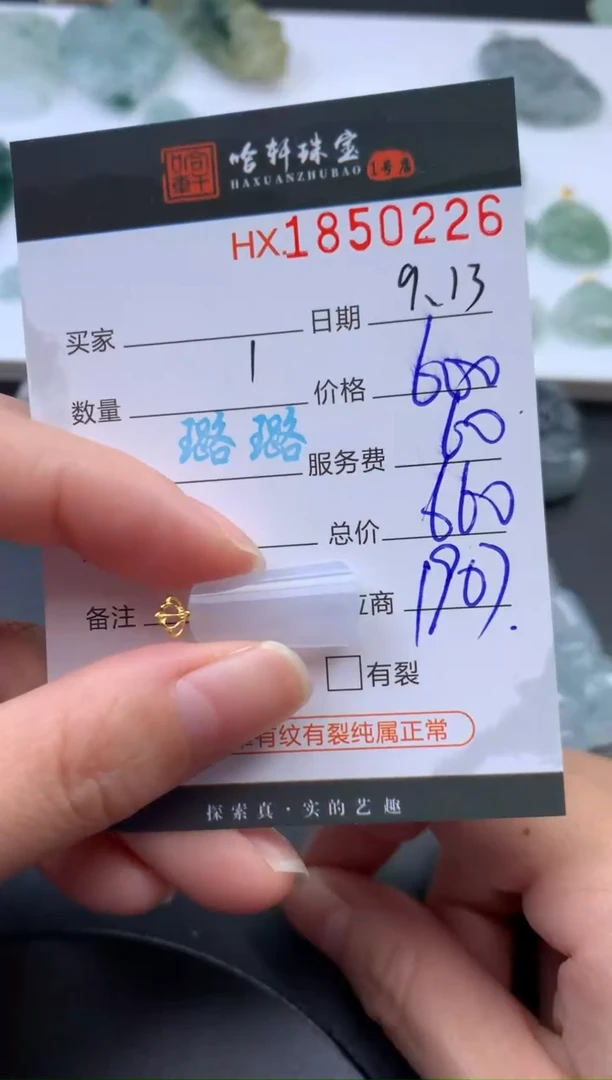 哈轩珠宝
HAXUANZHUBAO 1号店
HX.1850226
买家 日期 9、13
数量 1 价格 600
璐璐 服务费 60
总价 660
备注 商 1907.
有裂
有纹有裂纯属正常
探索真·实的艺趣